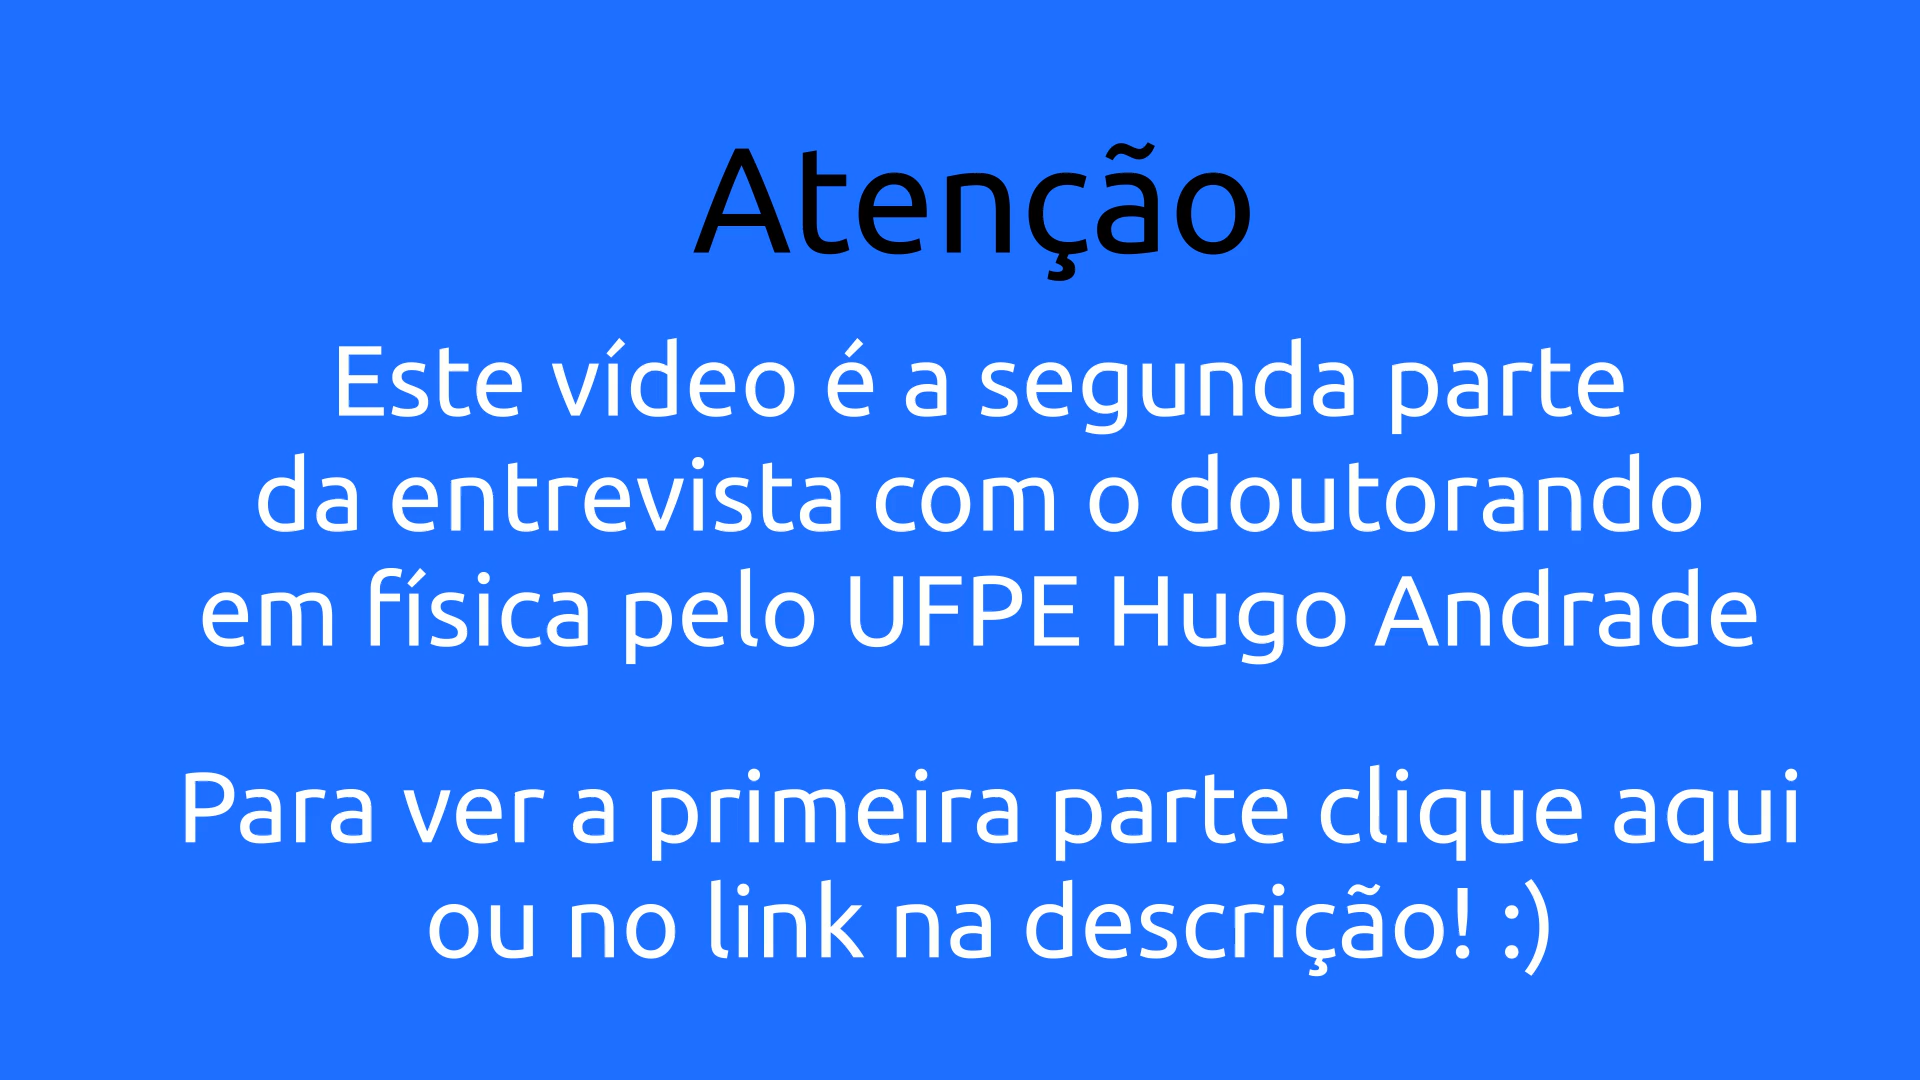 Atenção
Este vídeo é a segunda parte
da entrevista com o doutorando
em física pelo UFPE Hugo Andrade
Para ver a primeira parte clique aqui
ou no link na descrição! :)